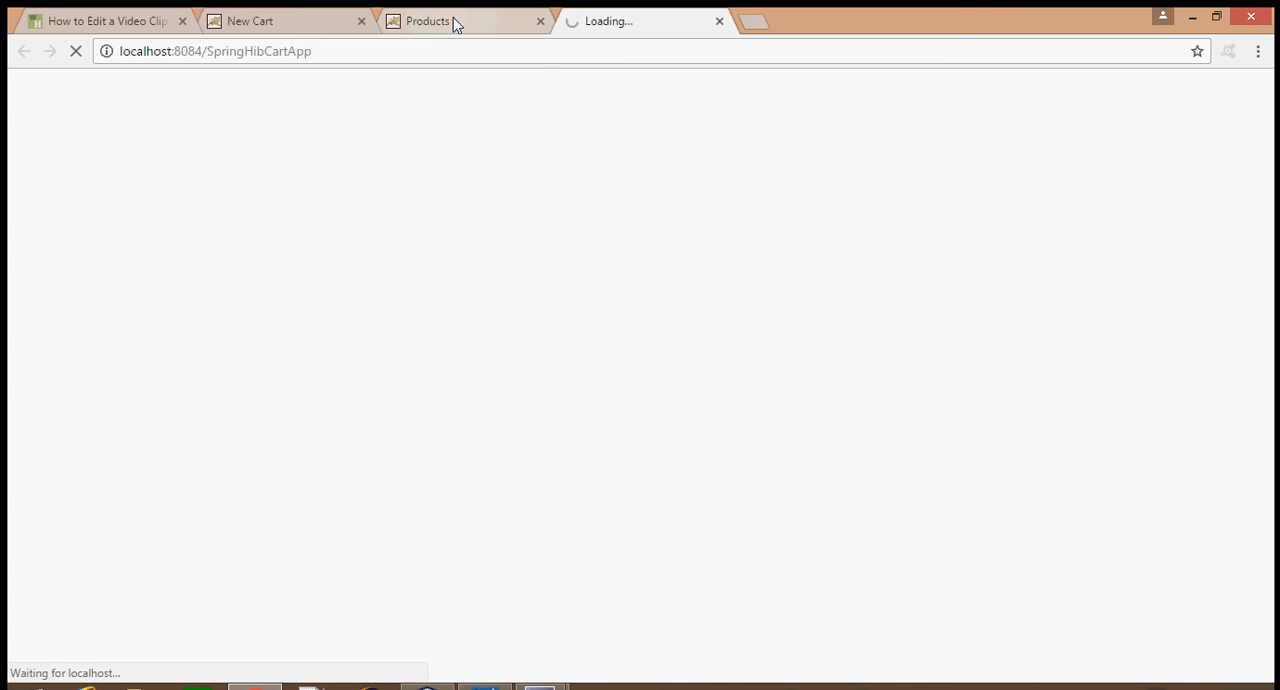 How to Edit a Video Clip
New Cart
Products
Loading...
localhost:8084/SpringHibCartApp
Waiting for localhost...